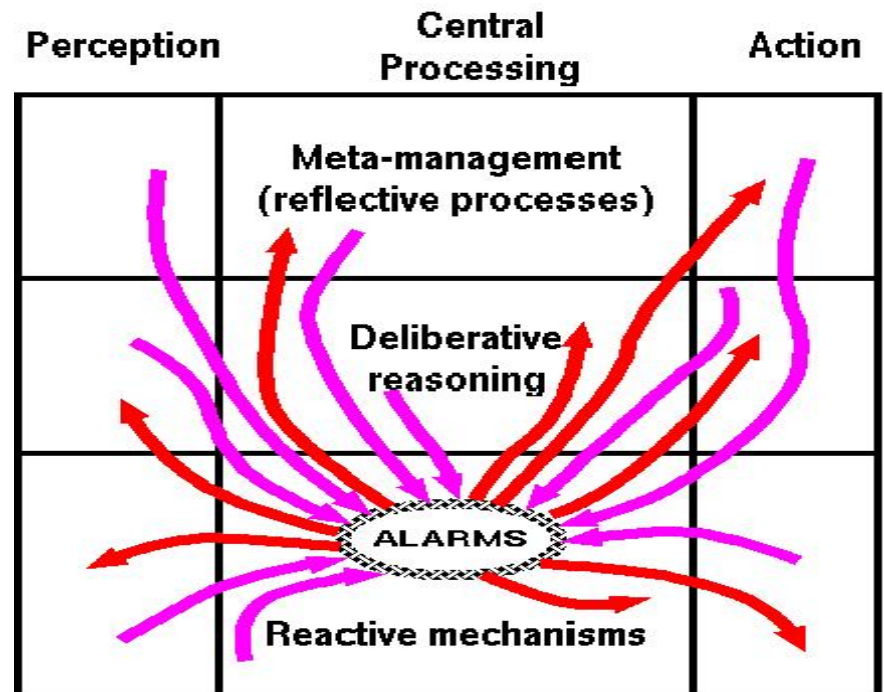 Perception
Central
Processing
Action
Meta-management
(reflective processes)
Deliberative
reasoning
ALARMS
Reactive mechanisms